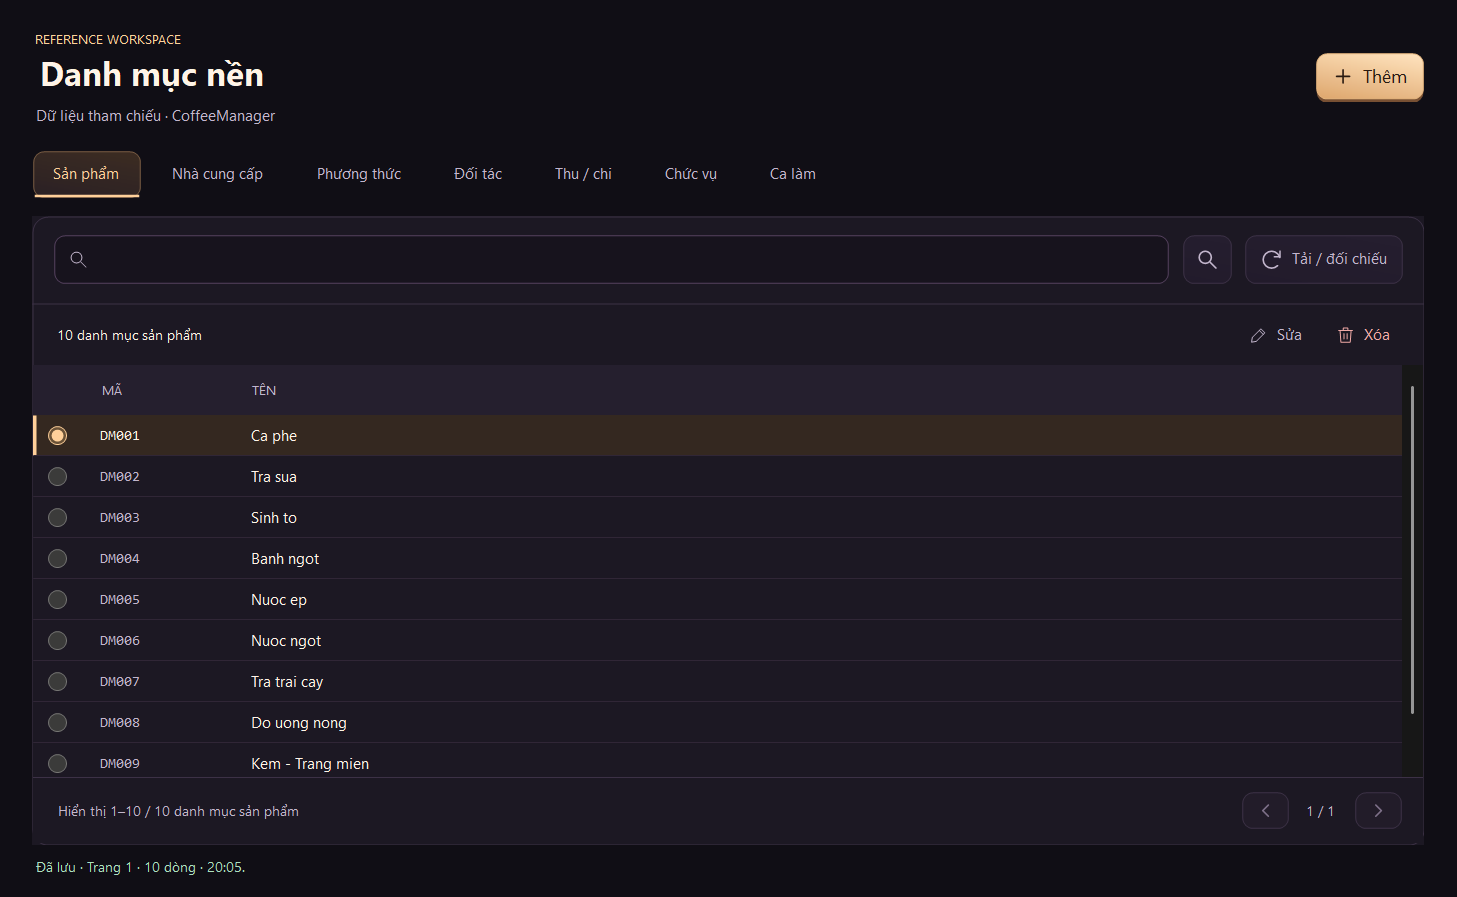 REFERENCE WORKSPACE
Danh mục nền
Thêm
Dữ liệu tham chiếu · CoffeeManager
Sản phẩm Nhà cung cấp Phương thức Đối tác Thu / chi Chức vụ Ca làm
Tải / đối chiếu
10 danh mục sản phẩm Sửa Xóa
MÃ TÊN
DM001 Ca phe
DM002 Tra sua
DM003 Sinh to
DM004 Banh ngot
DM005 Nuoc ep
DM006 Nuoc ngot
DM007 Tra trai cay
DM008 Do uong nong
DM009 Kem - Trang mien
Hiển thị 1–10 / 10 danh mục sản phẩm 1 / 1
Đã lưu · Trang 1 · 10 dòng · 20:05.